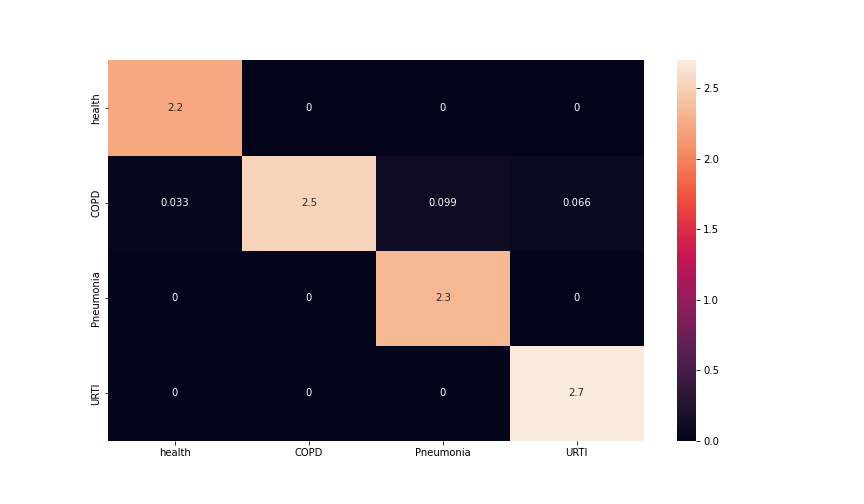 health 2.2 0 0 0
COPD 0.033 2.5 0.099 0.066
Pneumonia 0 0 2.3 0
URTI 0 0 0 2.7
health COPD Pneumonia URTI
2.5
2.0
1.5
1.0
0.5
0.0